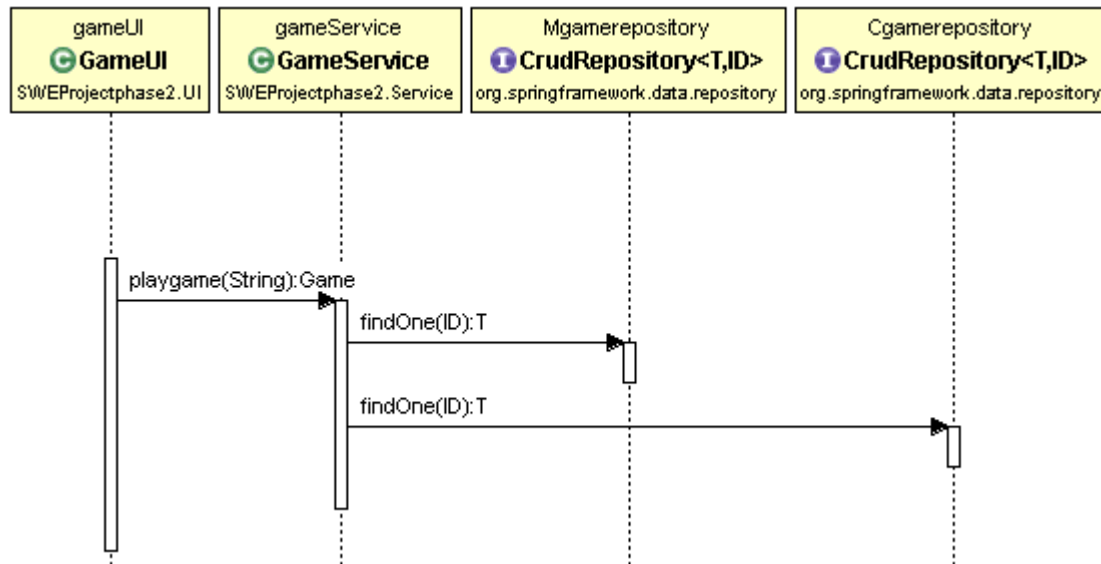 gameUI
C GameUI
SWEProjectphase2.UI
gameService
C GameService
SWEProjectphase2.Service
Mgamerepository
I CrudRepository<T,ID>
org.springframework.data.repository
Cgamerepository
I CrudRepository<T,ID>
org.springframework.data.repository
playgame(String):Game
findOne(ID):T
findOne(ID):T